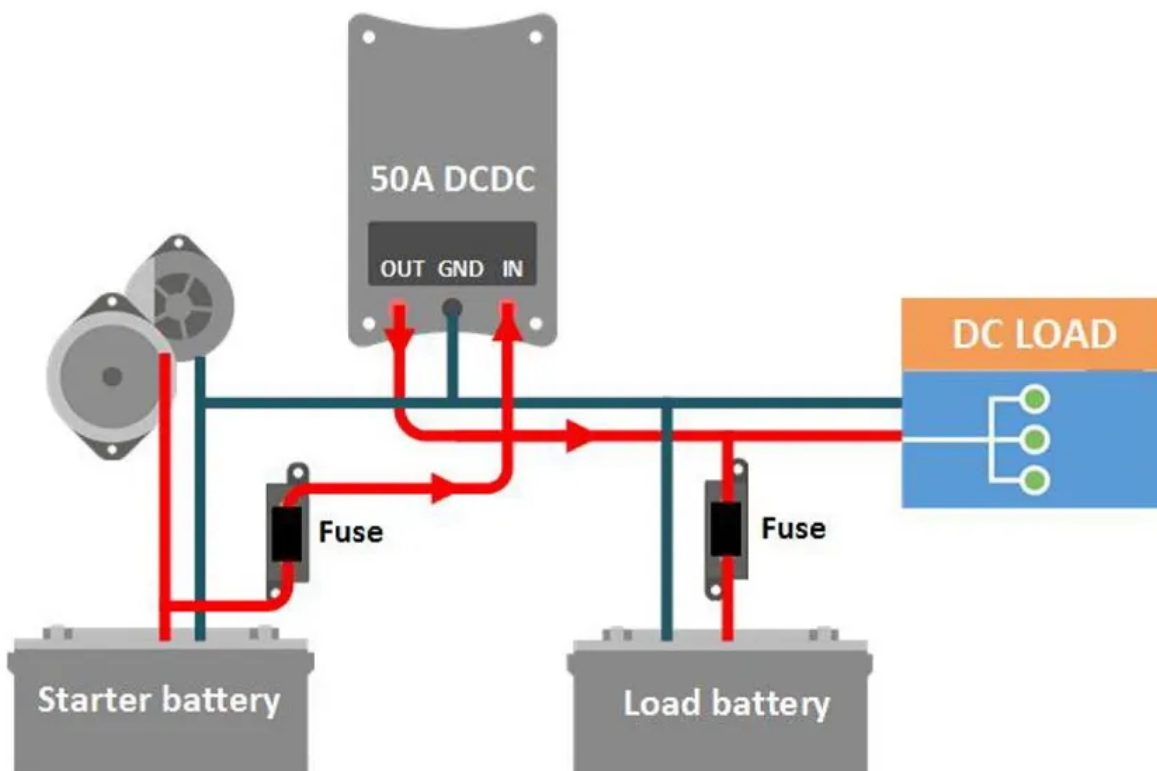 50A DCDC
OUT GND IN
DC LOAD
Fuse
Fuse
Starter battery
Load battery